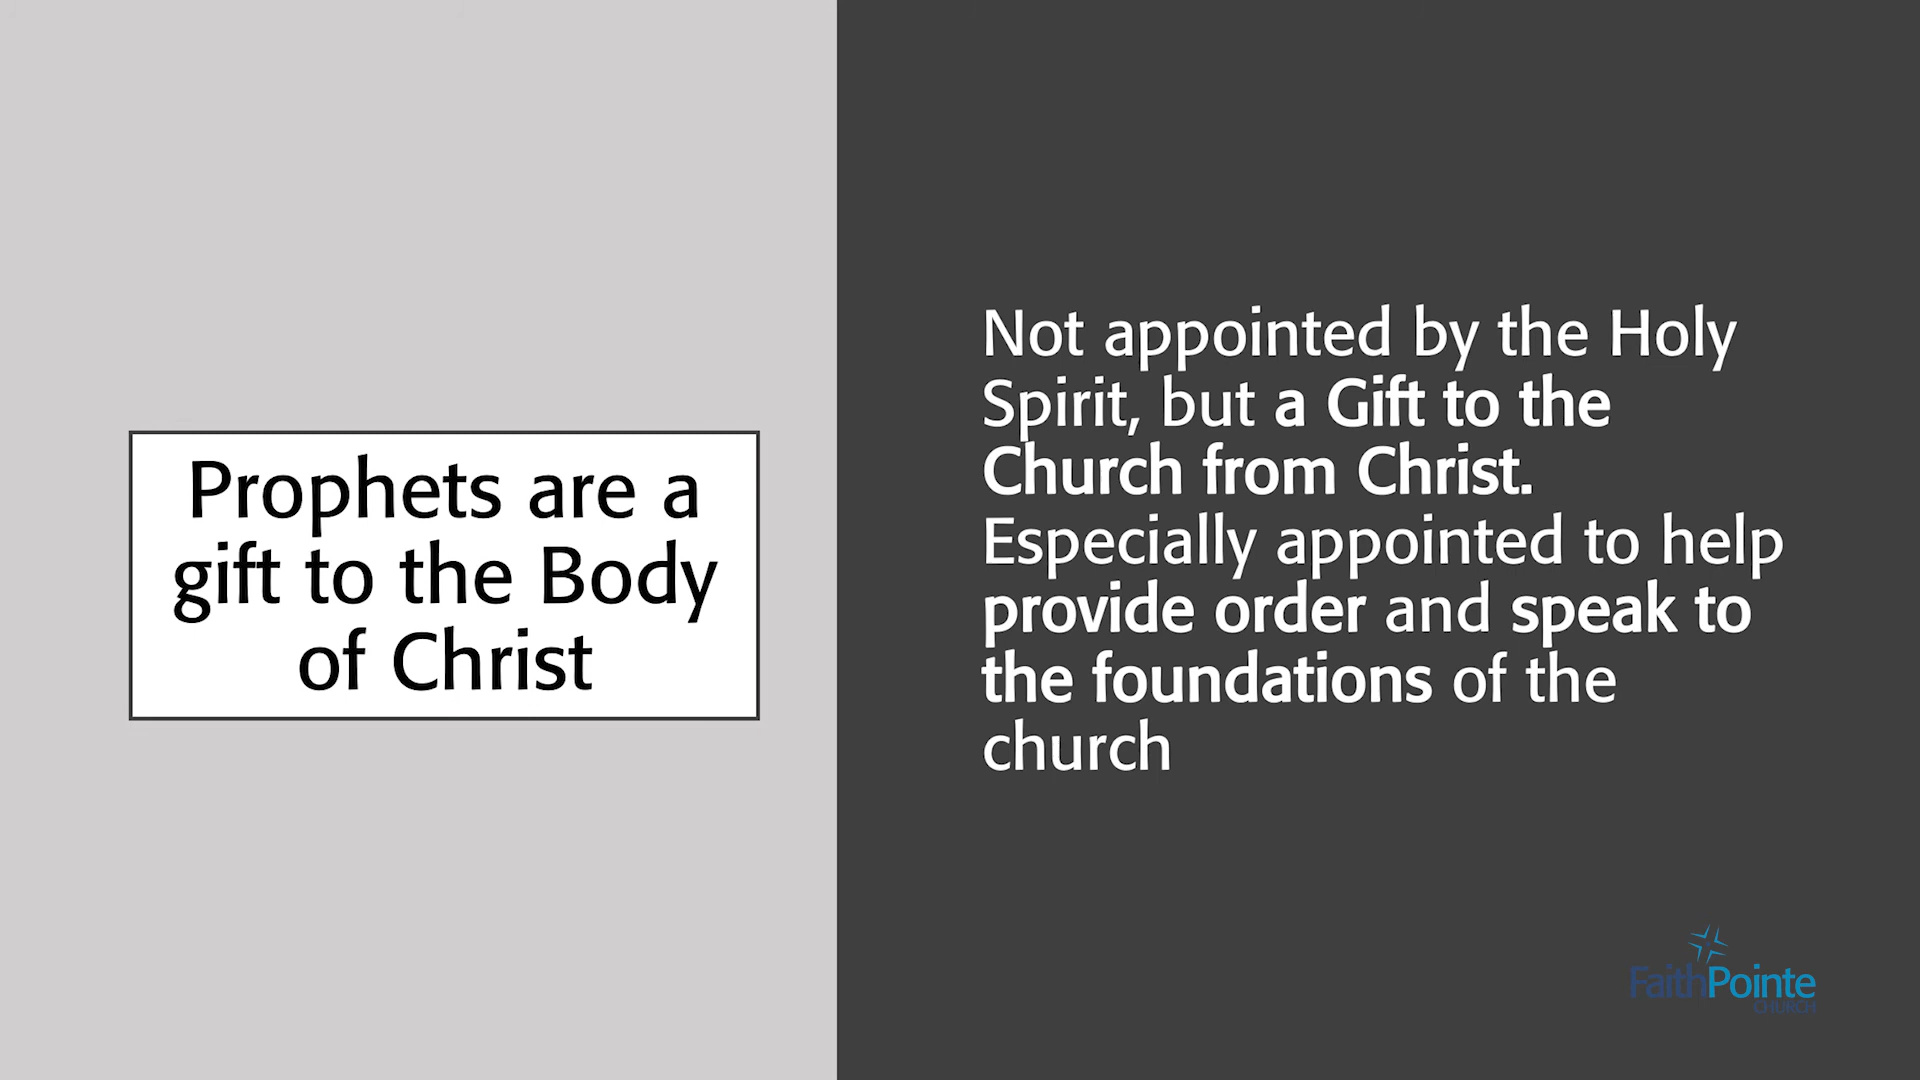 Prophets are a
gift to the Body
of Christ
Not appointed by the Holy
Spirit, but a Gift to the
Church from Christ.
Especially appointed to help
provide order and speak to
the foundations of the
church
FaithPointe
CHURCH